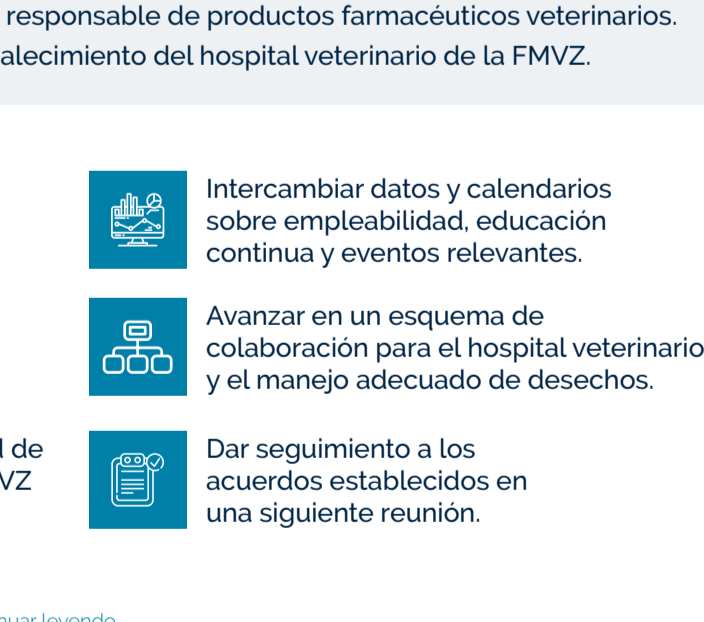 responsable de productos farmacéuticos veterinarios.
alecimiento del hospital veterinario de la FMVZ.
Intercambiar datos y calendarios
sobre empleabilidad, educación
continua y eventos relevantes.
Avanzar en un esquema de
colaboración para el hospital veterinario
y el manejo adecuado de desechos.
de
VZ
Dar seguimiento a los
acuerdos establecidos en
una siguiente reunión.
nuar leyendo